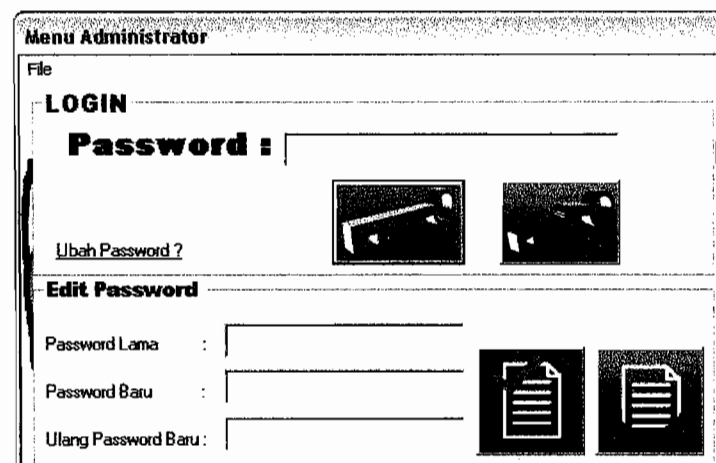 Menu Administrator
File
LOGIN
Password :
Ubah Password ?
Edit Password
Password Lama :
Password Baru :
Ulang Password Baru :